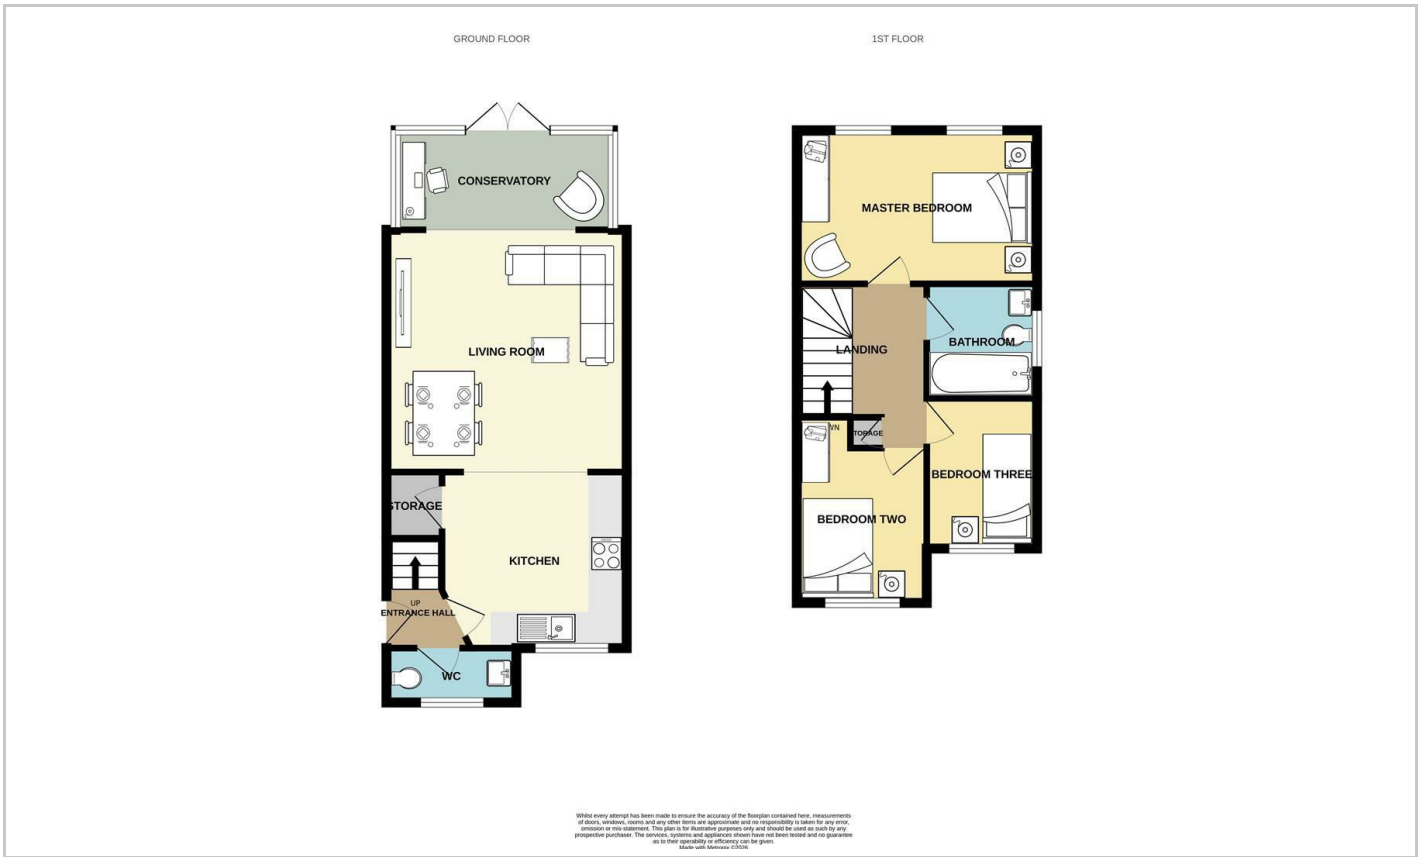 GROUND FLOOR
1ST FLOOR
CONSERVATORY
LIVING ROOM
STORAGE
KITCHEN
UP
ENTRANCE HALL
WC
MASTER BEDROOM
LANDING
BATHROOM
STORAGE
WN
BEDROOM THREE
BEDROOM TWO
Whilst every attempt has been made to ensure the accuracy of the floorplan contained here, measurements
of doors, windows, rooms and any other items are approximate and no responsibility is taken for any error,
omission or mis-statement. This plan is for illustrative purposes only and should be used as such by any
prospective purchaser. The services, systems and appliances shown have not been tested and no guarantee
as to their operability or efficiency can be given.
Made with Metropix ©2026